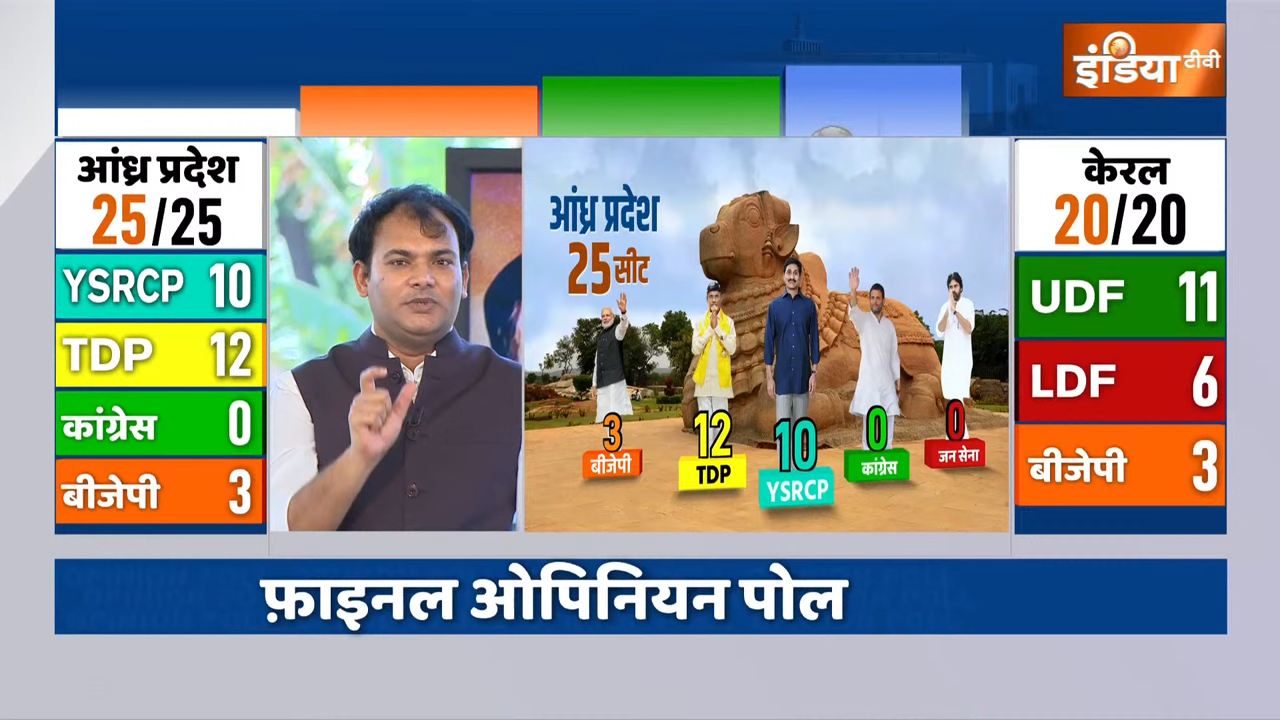 इंडिया टीवी
आंध्र प्रदेश
25/25
YSRCP 10
TDP 12
कांग्रेस 0
बीजेपी 3
आंध्र प्रदेश
25 सीट
3
बीजेपी
12
TDP
10
YSRCP
0
कांग्रेस
0
जन सेना
केरल
20/20
UDF 11
LDF 6
बीजेपी 3
फ़ाइनल ओपिनियन पोल